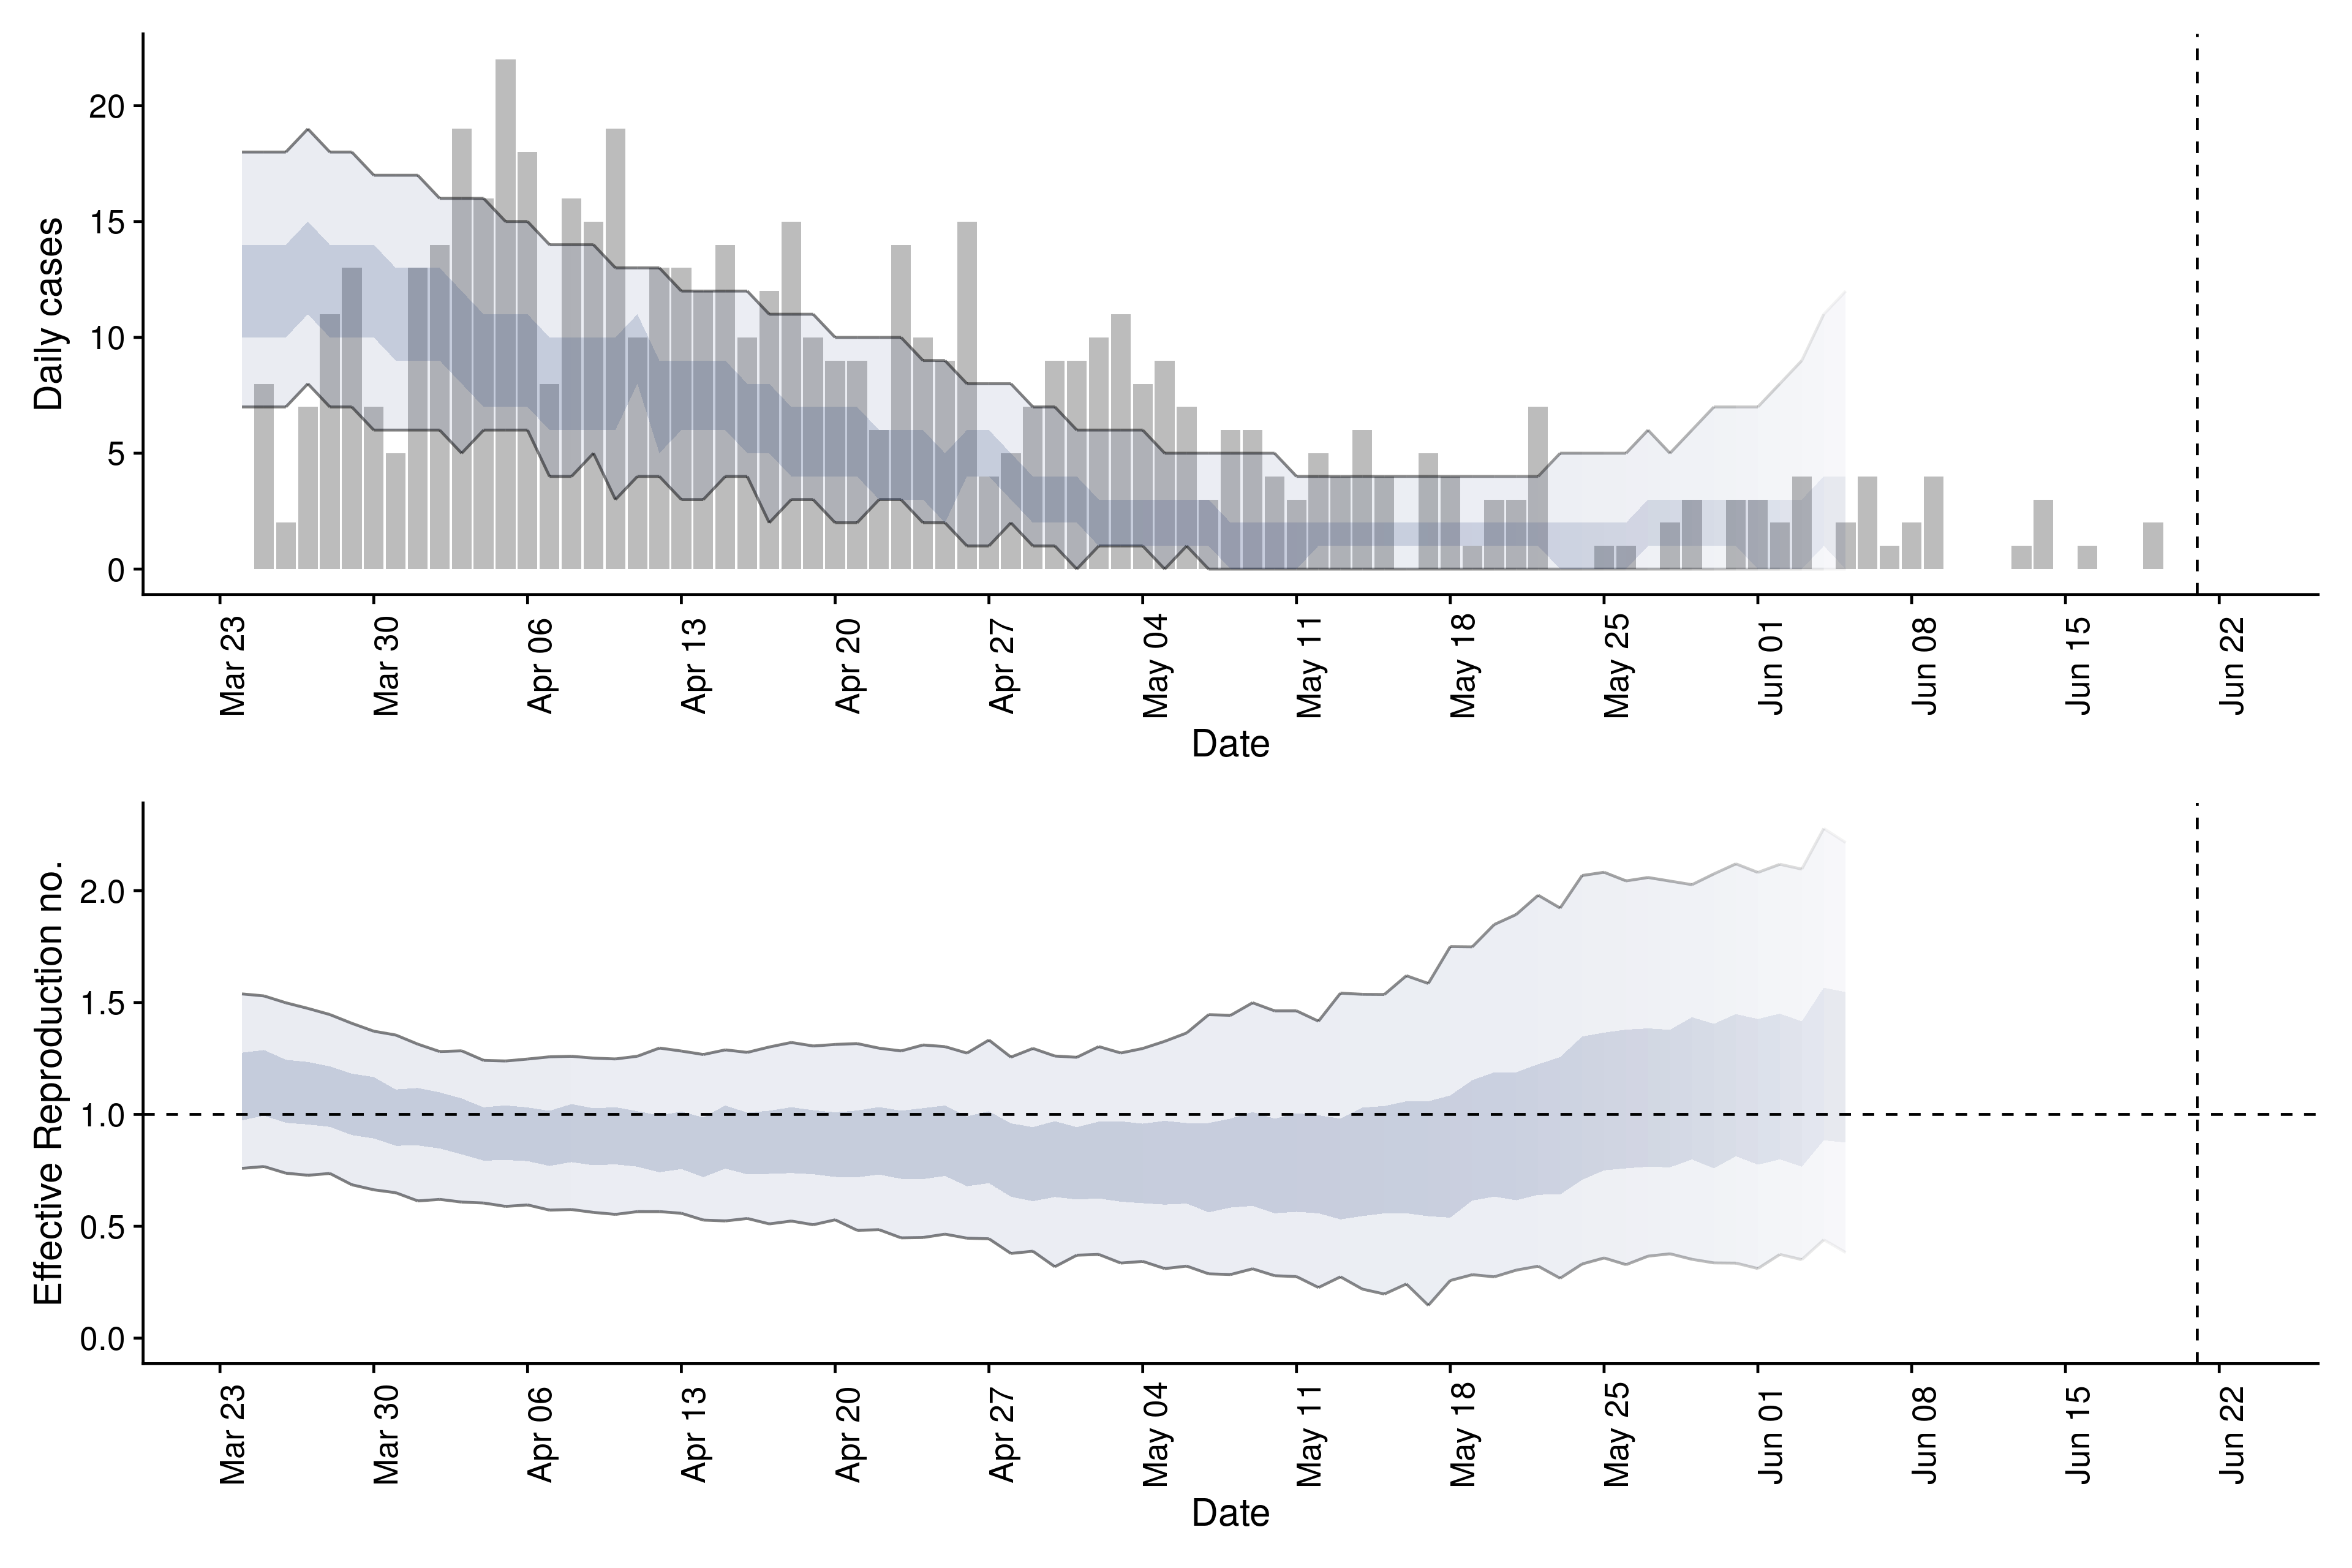 Daily cases
20
15
10
5
0
Mar 23
Mar 30
Apr 06
Apr 13
Apr 20
Apr 27
May 04
May 11
May 18
May 25
Jun 01
Jun 08
Jun 15
Jun 22
Date
Effective Reproduction no.
2.0
1.5
1.0
0.5
0.0
Mar 23
Mar 30
Apr 06
Apr 13
Apr 20
Apr 27
May 04
May 11
May 18
May 25
Jun 01
Jun 08
Jun 15
Jun 22
Date